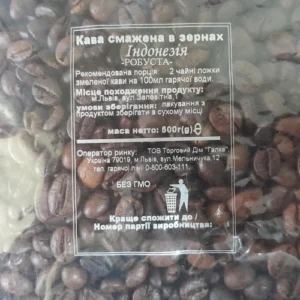 Кава смажена в зернах
Індонезія
-РОБУСТА-
Рекомендована порція: 2 чайні ложки
змеленої кави на 100мл гарячої води.
Місце походження продукту:
м.Львів, вул.Запвітна, 1
умови зберігання: пакування з
продуктом зберігати в сухому місці
маса нетто: 500г(g)
Оператор ринку: ТОВ Торговий Дім "Галка"
Україна 79019, м.Львів, вул.Мельничука 12
тел. гарячої лінії 0-800-603-111.
БЕЗ ГМО
Краще спожити до /
Номер партії виробництва: